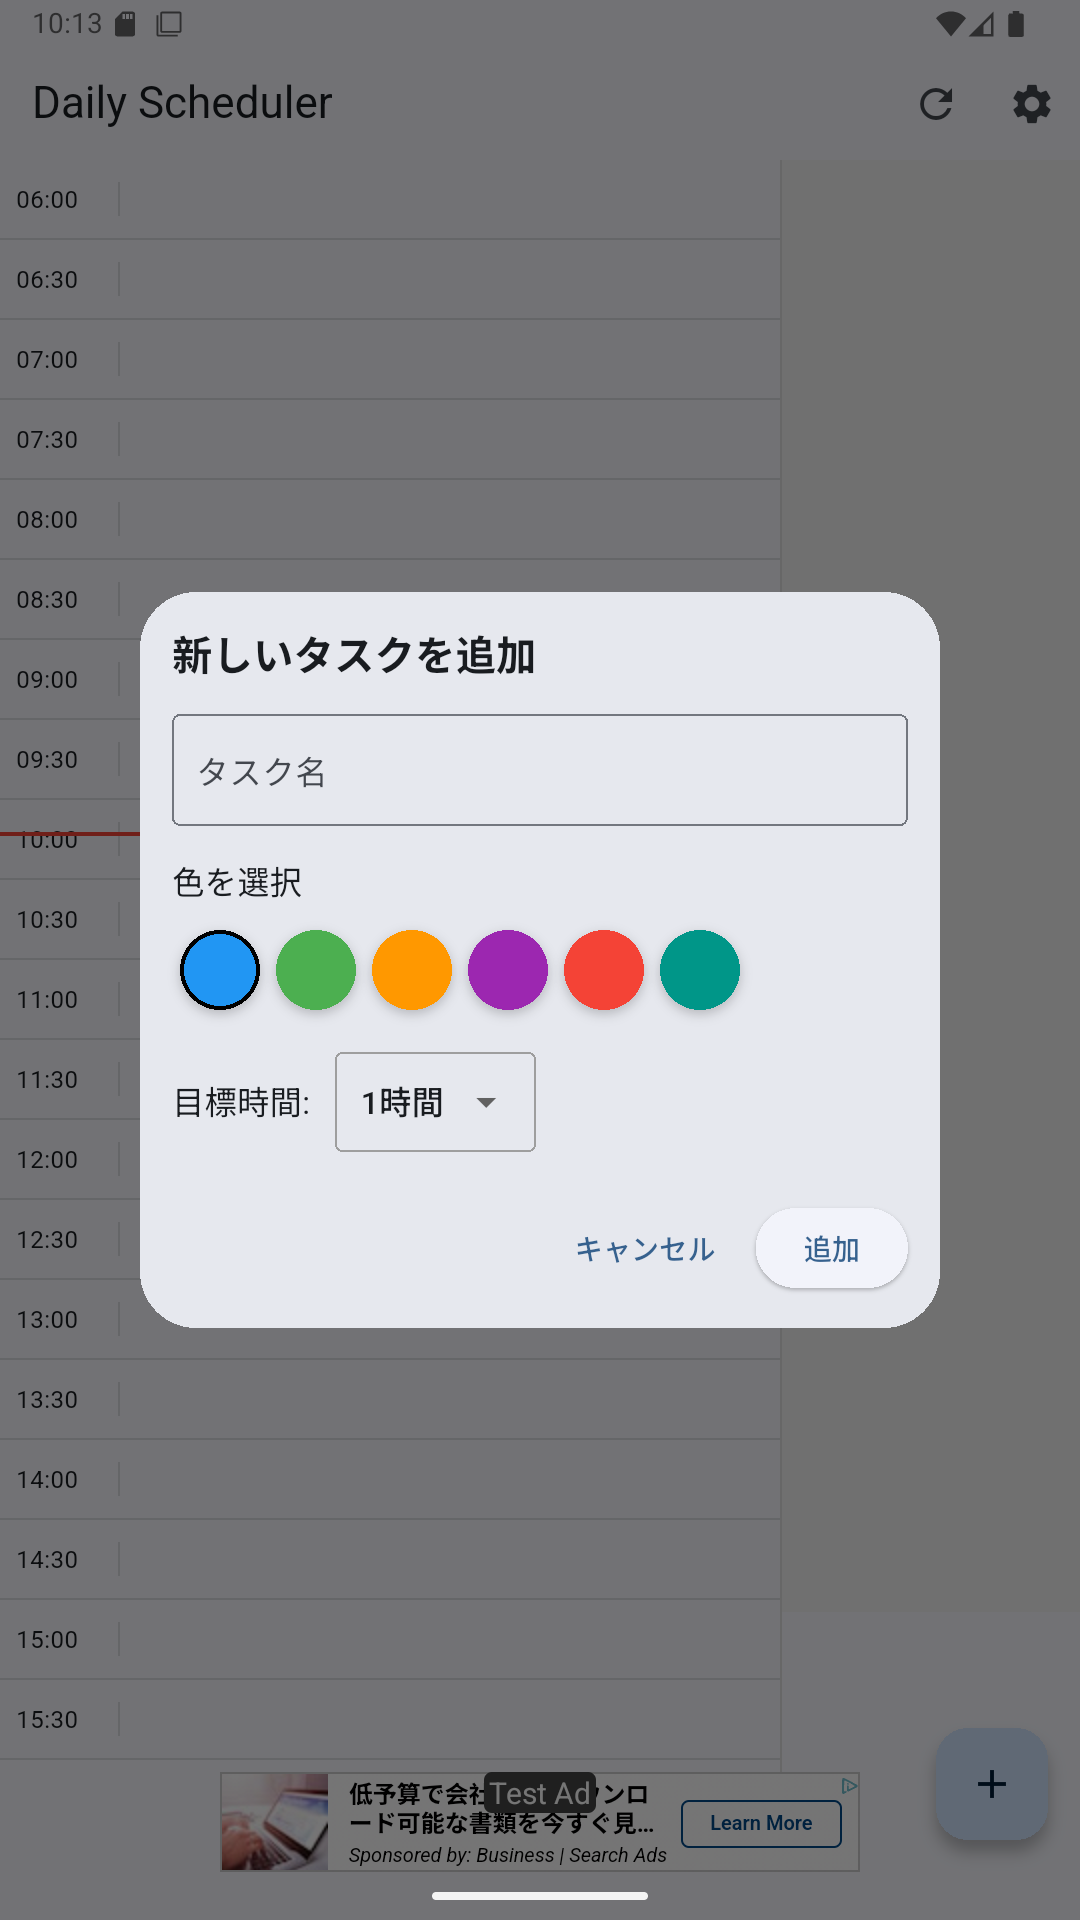 10:13
Daily Scheduler
06:00
06:30
07:00
07:30
08:00
08:30
09:00
09:30
10:00
10:30
11:00
11:30
12:00
12:30
13:00
13:30
14:00
14:30
15:00
15:30
新しいタスクを追加
タスク名
色を選択
目標時間: 1時間
キャンセル 追加
Test Ad
低予算で会社 ンロ
ード可能な書類を今すぐ見...
Sponsored by: Business | Search Ads
Learn More